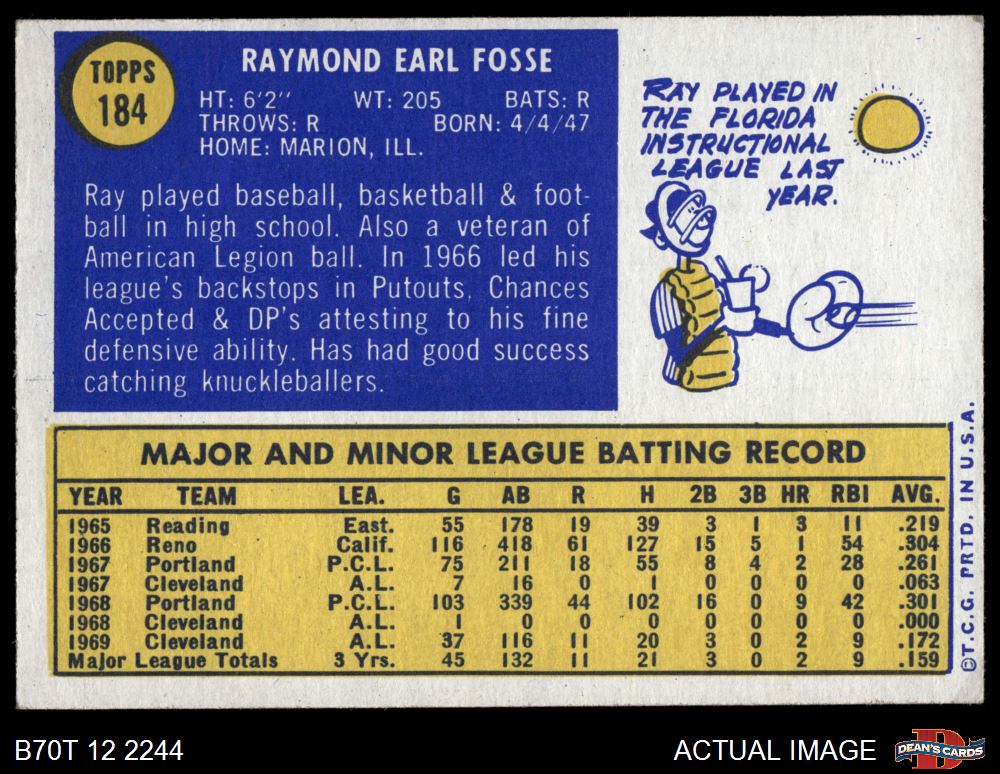 TOPPS
184
RAYMOND EARL FOSSE
HT: 6'2" WT: 205 BATS: R
THROWS: R BORN: 4/4/47
HOME: MARION, ILL.
Ray played baseball, basketball & foot-
ball in high school. Also a veteran of
American Legion ball. In 1966 led his
league's backstops in Putouts, Chances
Accepted & DP's attesting to his fine
defensive ability. Has had good success
catching knuckleballers.
RAY PLAYED IN
THE FLORIDA
INSTRUCTIONAL
LEAGUE LAST
YEAR.
MAJOR AND MINOR LEAGUE BATTING RECORD
YEAR TEAM LEA. G AB R H 2B 3B HR RBI AVG.
1965 Reading East. 55 178 19 39 3 1 3 11 .219
1966 Reno Calif. 116 418 61 127 15 5 1 54 .304
1967 Portland P.C.L. 75 211 18 55 8 4 2 28 .261
1967 Cleveland A.L. 7 16 0 1 0 0 0 0 .063
1968 Portland P.C.L. 103 339 44 102 16 0 9 42 .301
1968 Cleveland A.L. 1 0 0 0 0 0 0 0 .000
1969 Cleveland A.L. 37 116 11 20 3 0 2 9 .172
Major League Totals 3 Yrs. 45 132 11 21 3 0 2 9 .159
©T.C.G. PRTD. IN U.S.A.
B70T 12 2244
ACTUAL IMAGE
DEAN'S CARDS